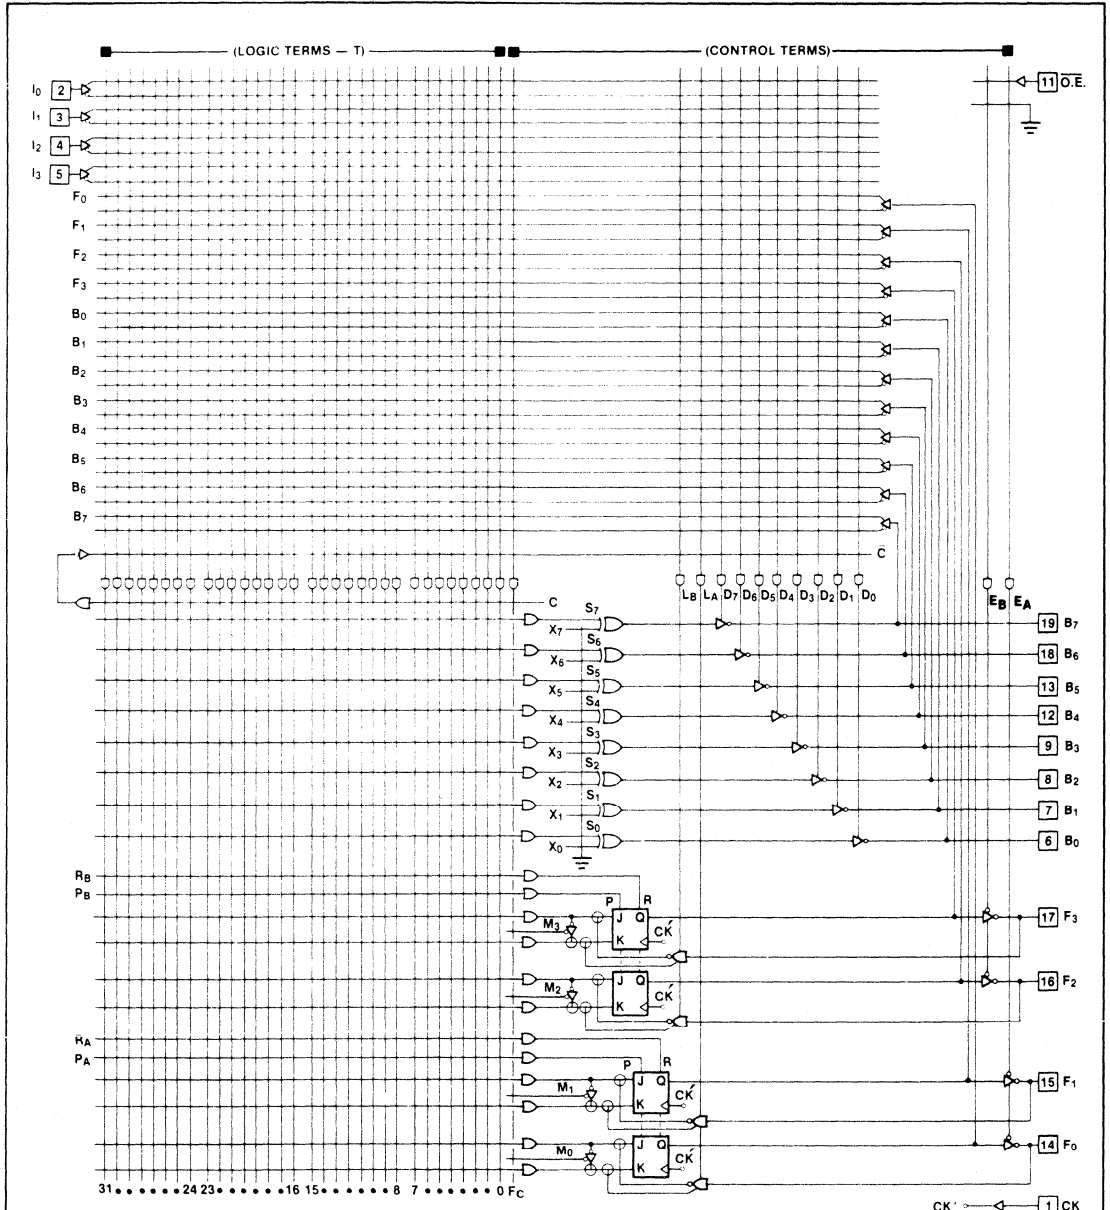 (LOGIC TERMS — T) (CONTROL TERMS)
I0 2 11 O.E.
I1 3
I2 4
I3 5
F0
F1
F2
F3
B0
B1
B2
B3
B4
B5
B6
B7
C̅
LB LA D7 D6 D5 D4 D3 D2 D1 D0 EB EA
C
S7 X7 19 B7
S6 X6 18 B6
S5 X5 13 B5
S4 X4 12 B4
S3 X3 9 B3
S2 X2 8 B2
S1 X1 7 B1
S0 X0 6 B0
RB
PB P R
M3 J Q K CK' 17 F3
M2 J Q K CK' 16 F2
RA
PA P R
M1 J Q K CK' 15 F1
M0 J Q K CK' 14 F0
31 24 23 16 15 8 7 0 FC
CK' 1 CK